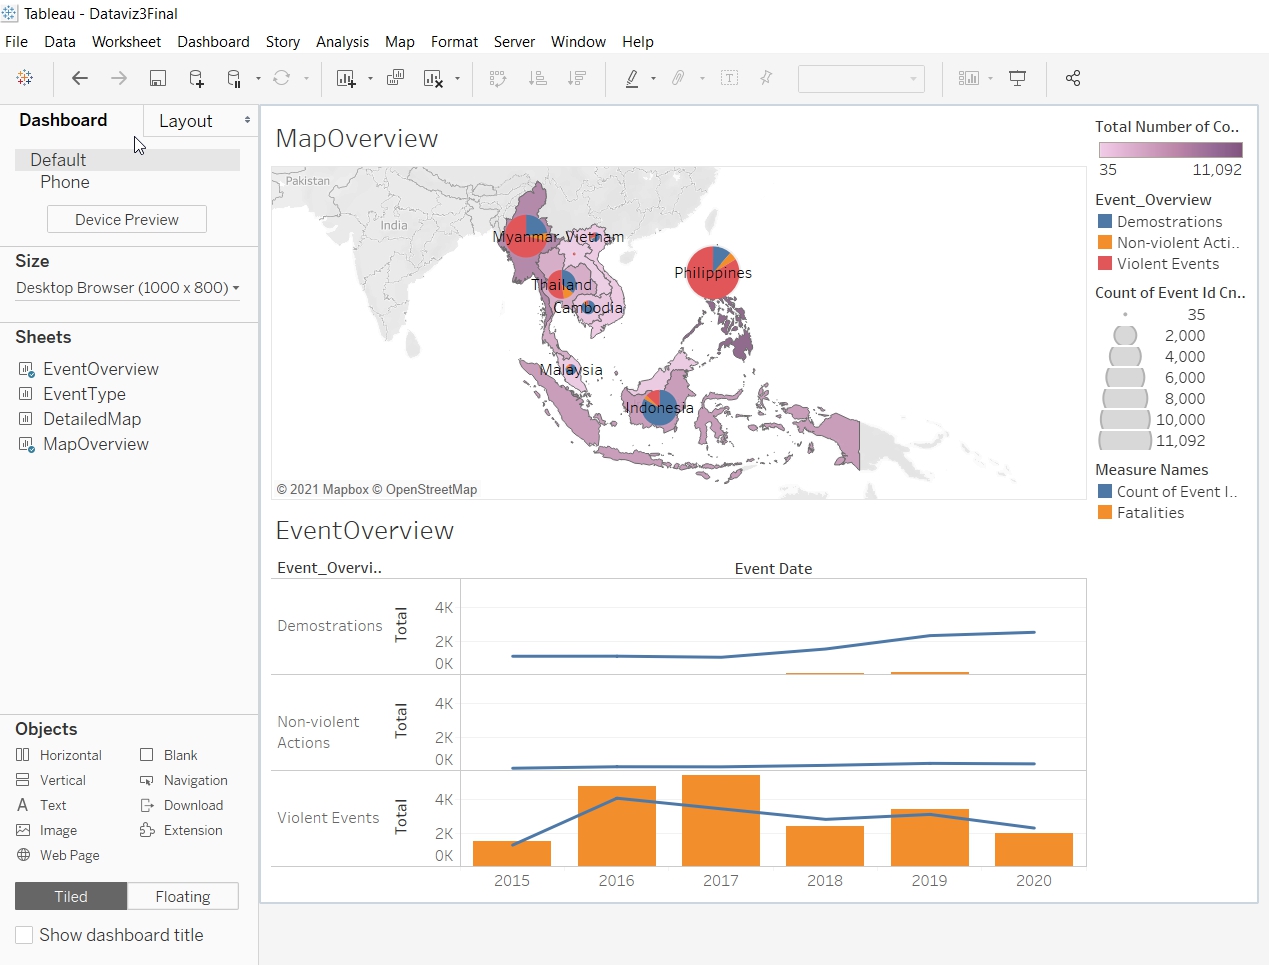 Tableau - Dataviz3Final
File Data Worksheet Dashboard Story Analysis Map Format Server Window Help
Dashboard Layout
Default
Phone
Device Preview
Size
Desktop Browser (1000 x 800)
Sheets
EventOverview
EventType
DetailedMap
MapOverview
Objects
Horizontal Blank
Vertical Navigation
Text Download
Image Extension
Web Page
Tiled Floating
Show dashboard title
MapOverview
Pakistan
India
Myanmar Vietnam
Philippines
Thailand
Cambodia
Malaysia
Indonesia
© 2021 Mapbox © OpenStreetMap
EventOverview
Event_Overvi..
Event Date
Demostrations Total 4K 2K 0K
Non-violent Actions Total 4K 2K 0K
Violent Events Total 4K 2K 0K
2015 2016 2017 2018 2019 2020
Total Number of Co..
35 11,092
Event_Overview
Demostrations
Non-violent Acti..
Violent Events
Count of Event Id Cn..
35
2,000
4,000
6,000
8,000
10,000
11,092
Measure Names
Count of Event I..
Fatalities